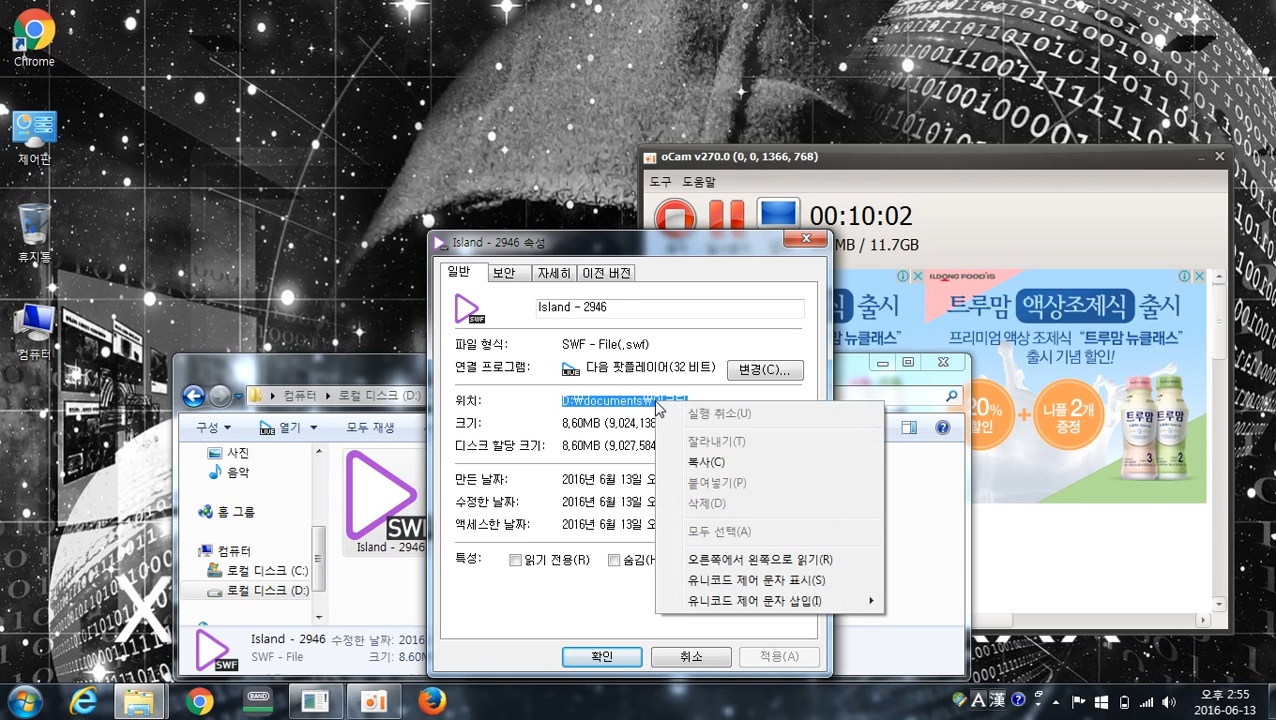 Chrome
제어판
휴지통
컴퓨터
oCam v270.0 (0, 0, 1366, 768)
도구 도움말
00:10:02
MB / 11.7GB
ILDONG FOODIS
출시
트루맘 액상조제식 출시
뉴클래스"
프리미엄 액상 조제식 "트루맘 뉴클래스"
출시 기념 할인!
20%
할인
+
니플 2개
증정
트루맘
트루맘
3
2
Island - 2946 속성
일반 보안 자세히 이전 버전
Island - 2946
SWF
파일 형식: SWF - File(.swf)
연결 프로그램: LIVE 다음 팟플레이어(32 비트) 변경(C)...
위치: D:\documents\
크기: 8,60MB (9,024,138
디스크 할당 크기: 8,60MB (9,027,584
만든 날짜: 2016년 6월 13일 오
수정한 날짜: 2016년 6월 13일 오
액세스한 날짜: 2016년 6월 13일 오
특성: 읽기 전용(R) 숨김(H
확인 취소 적용(A)
실행 취소(U)
잘라내기(T)
복사(C)
붙여넣기(P)
삭제(D)
모두 선택(A)
오른쪽에서 왼쪽으로 읽기(R)
유니코드 제어 문자 표시(S)
유니코드 제어 문자 삽입(I)
컴퓨터 로컬 디스크 (D:)
구성 LIVE 열기 모두 재생
사진
음악
홈 그룹
컴퓨터
로컬 디스크 (C:)
로컬 디스크 (D:)
SWF
Island - 2946
Island - 2946 수정한 날짜: 2016
SWF - File 크기: 8.60M
SWF
BAND
A 漢
오후 2:55
2016-06-13